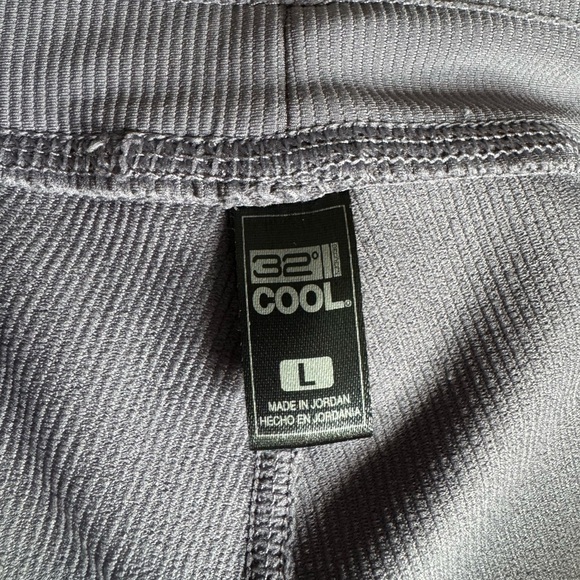 32°
COOL®
L
MADE IN JORDAN
HECHO EN JORDANIA